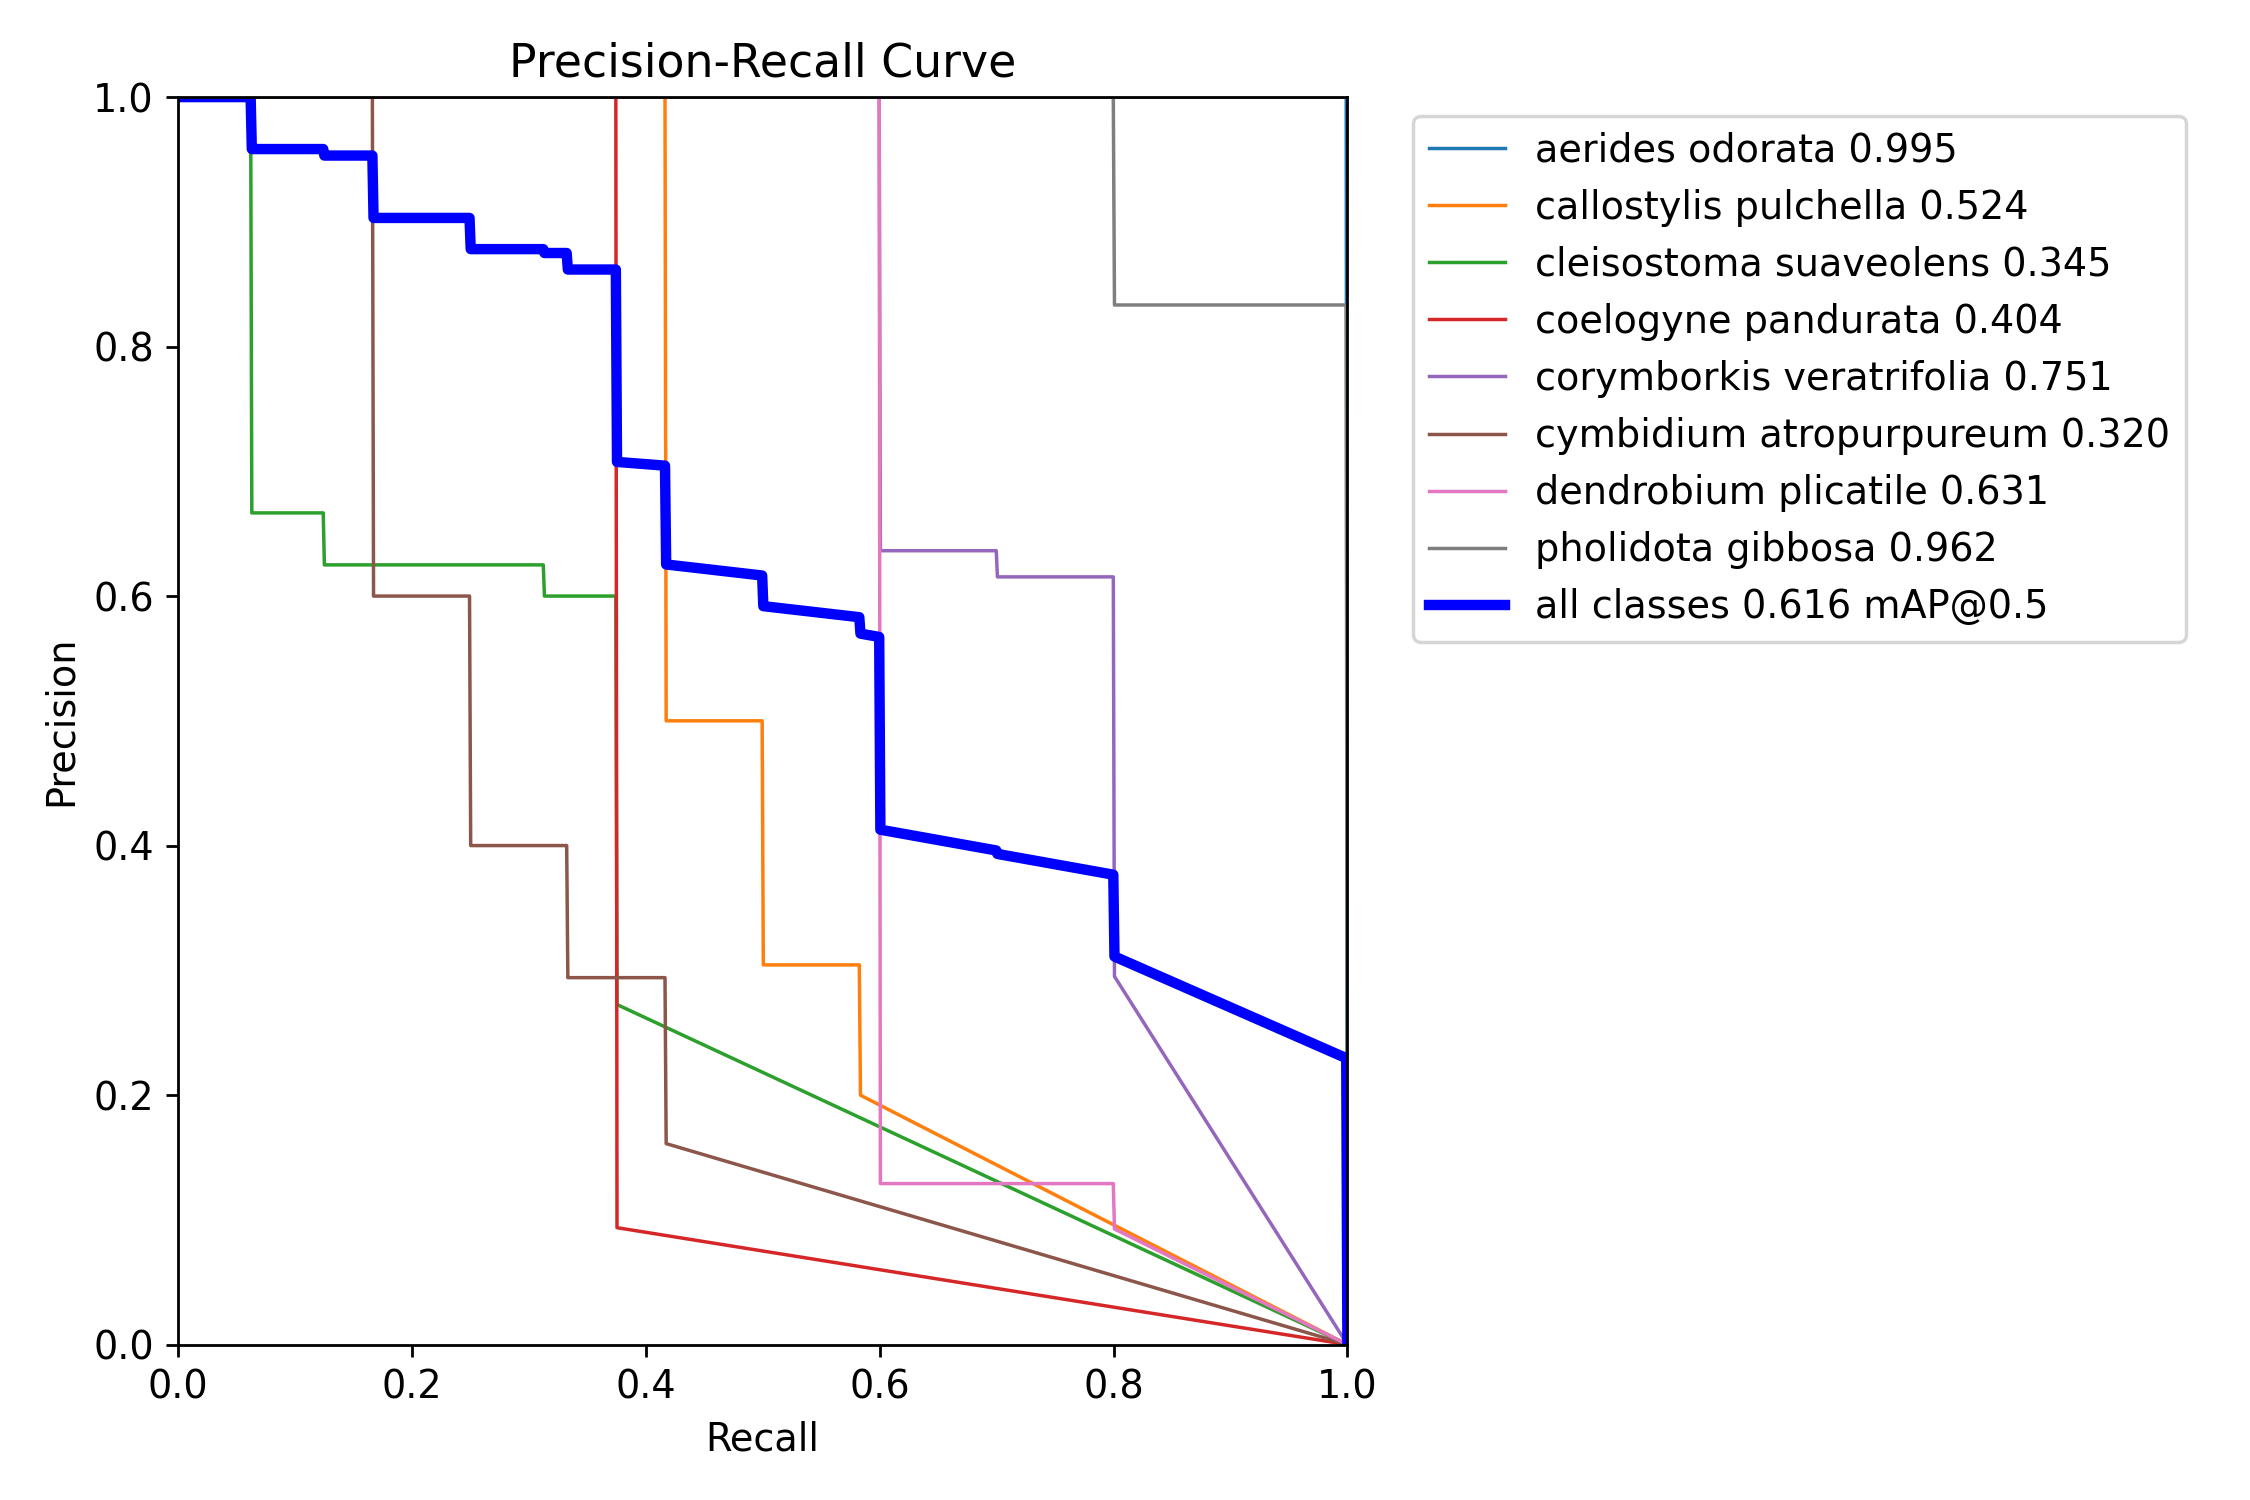 Precision-Recall Curve
1.0
0.8
0.6
0.4
0.2
0.0
Precision
0.0 0.2 0.4 0.6 0.8 1.0
Recall
aerides odorata 0.995
callostylis pulchella 0.524
cleisostoma suaveolens 0.345
coelogyne pandurata 0.404
corymborkis veratrifolia 0.751
cymbidium atropurpureum 0.320
dendrobium plicatile 0.631
pholidota gibbosa 0.962
all classes 0.616 mAP@0.5